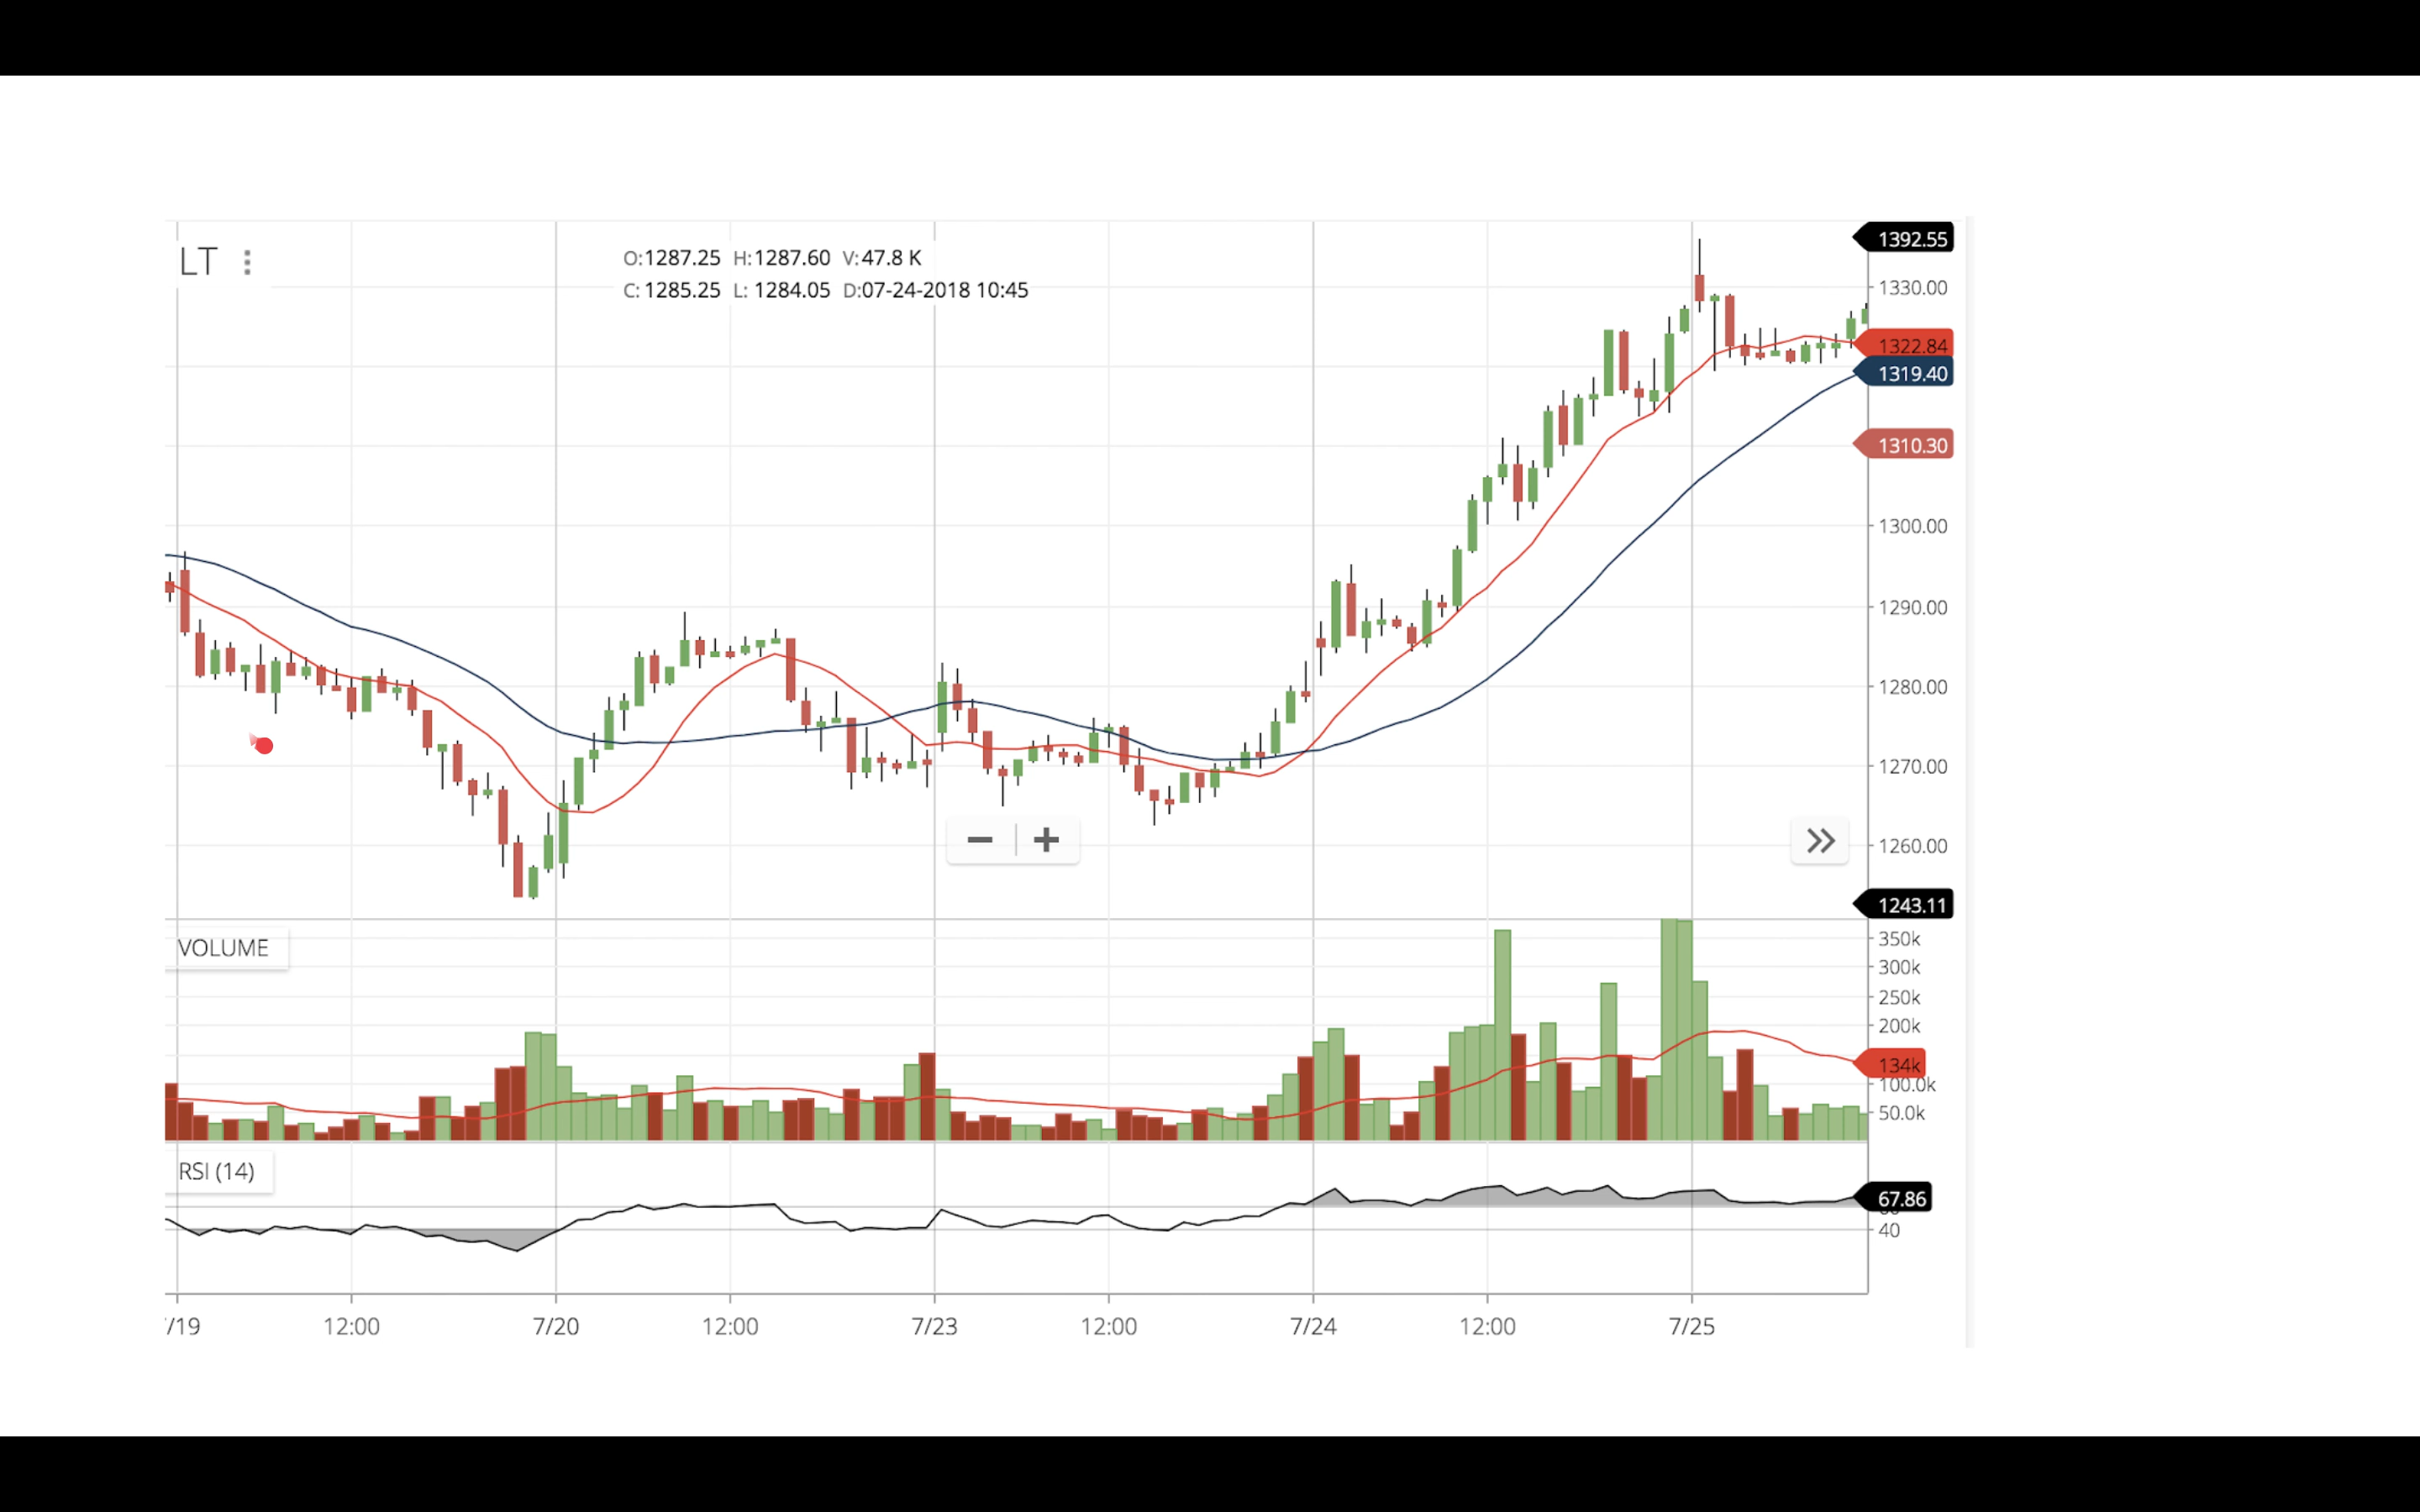 LT
O:1287.25 H:1287.60 V:47.8 K
C:1285.25 L: 1284.05 D:07-24-2018 10:45
1392.55
1330.00
1322.84
1319.40
1310.30
1300.00
1290.00
1280.00
1270.00
1260.00
1243.11
VOLUME
350k
300k
250k
200k
134k
100.0k
50.0k
RSI (14)
67.86
40
/19 12:00 7/20 12:00 7/23 12:00 7/24 12:00 7/25